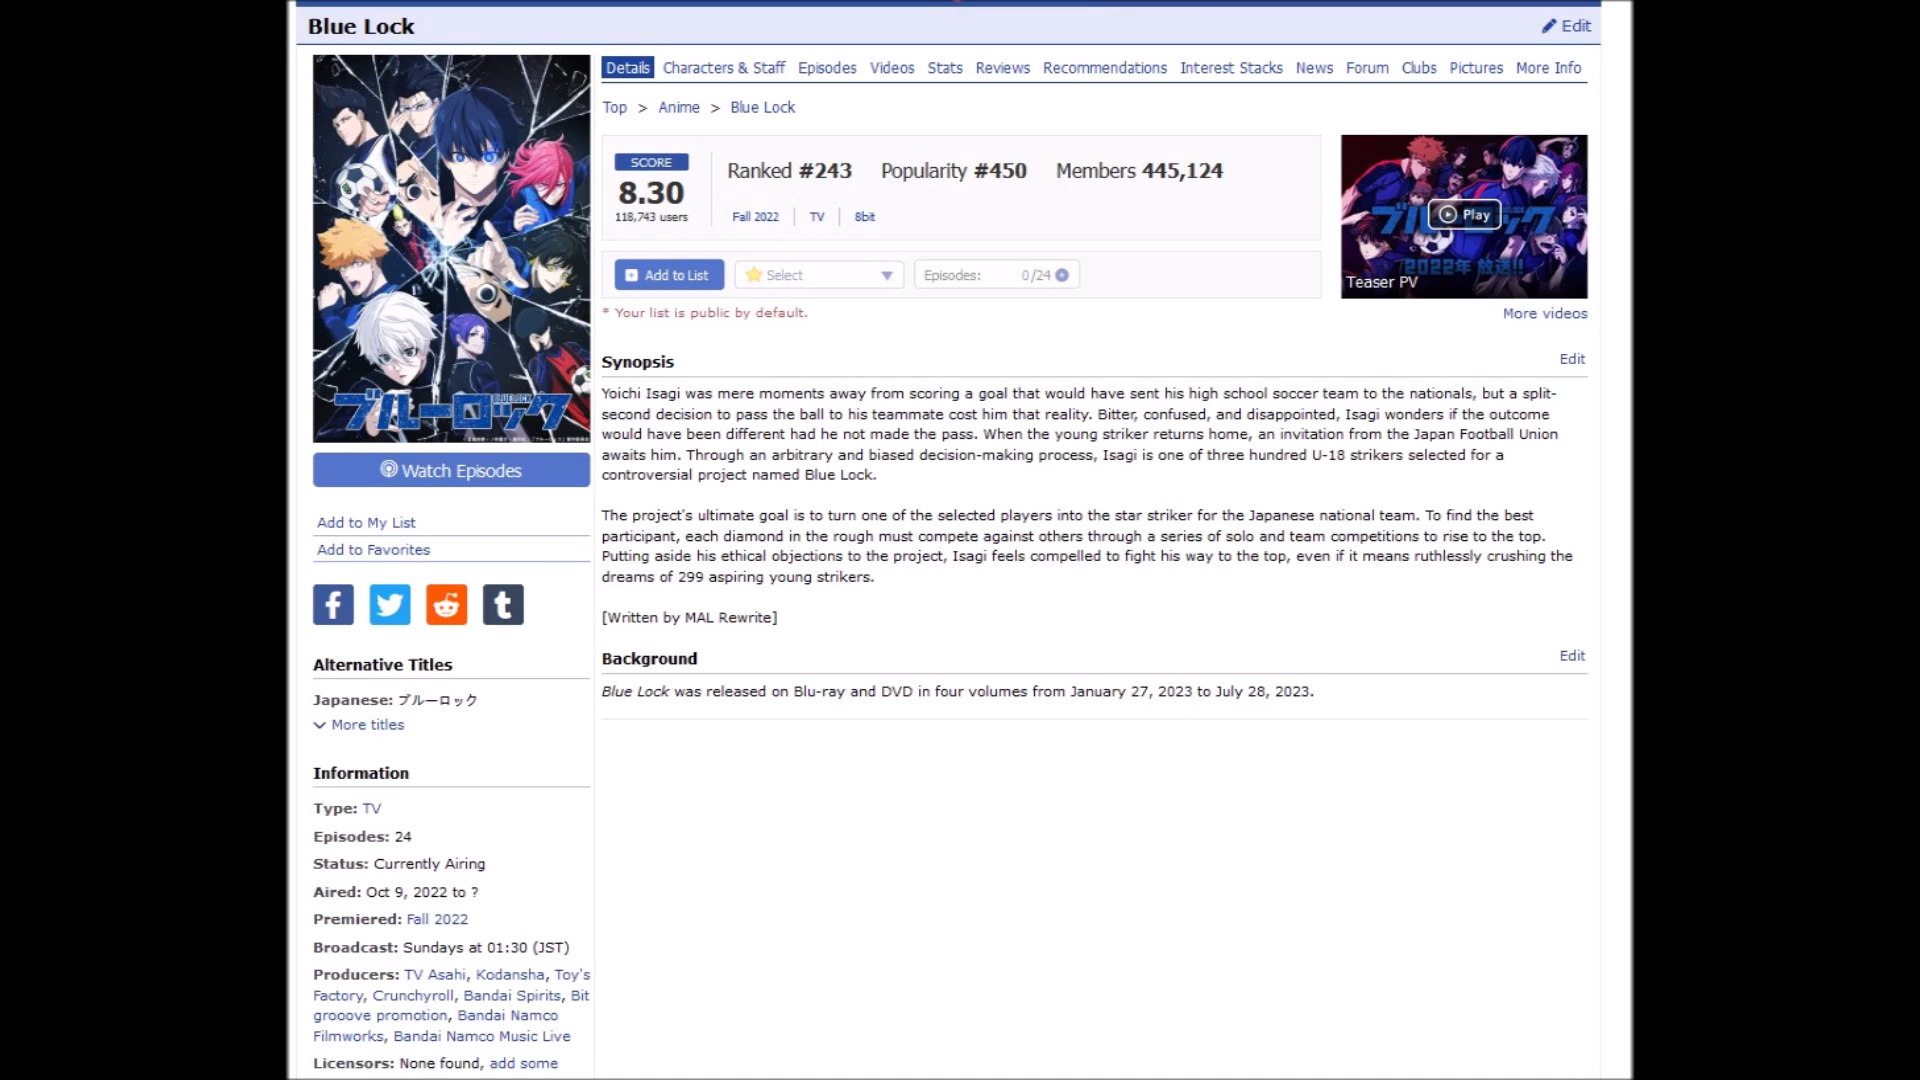 Blue Lock
Edit
Details Characters & Staff Episodes Videos Stats Reviews Recommendations Interest Stacks News Forum Clubs Pictures More Info
Top > Anime > Blue Lock
SCORE
8.30
118,743 users
Ranked #243 Popularity #450 Members 445,124
Fall 2022 TV 8bit
Add to List Select Episodes: 0/24
* Your list is public by default.
ブルーロック
Play
2022年 放送!!
Teaser PV
More videos
Synopsis
Edit
Yoichi Isagi was mere moments away from scoring a goal that would have sent his high school soccer team to the nationals, but a split-
second decision to pass the ball to his teammate cost him that reality. Bitter, confused, and disappointed, Isagi wonders if the outcome
would have been different had he not made the pass. When the young striker returns home, an invitation from the Japan Football Union
awaits him. Through an arbitrary and biased decision-making process, Isagi is one of three hundred U-18 strikers selected for a
controversial project named Blue Lock.
The project's ultimate goal is to turn one of the selected players into the star striker for the Japanese national team. To find the best
participant, each diamond in the rough must compete against others through a series of solo and team competitions to rise to the top.
Putting aside his ethical objections to the project, Isagi feels compelled to fight his way to the top, even if it means ruthlessly crushing the
dreams of 299 aspiring young strikers.
[Written by MAL Rewrite]
Background
Edit
Blue Lock was released on Blu-ray and DVD in four volumes from January 27, 2023 to July 28, 2023.
BLUELOCK
ブルーロック
Watch Episodes
Add to My List
Add to Favorites
Alternative Titles
Japanese: ブルーロック
More titles
Information
Type: TV
Episodes: 24
Status: Currently Airing
Aired: Oct 9, 2022 to ?
Premiered: Fall 2022
Broadcast: Sundays at 01:30 (JST)
Producers: TV Asahi, Kodansha, Toy's
Factory, Crunchyroll, Bandai Spirits, Bit
grooove promotion, Bandai Namco
Filmworks, Bandai Namco Music Live
Licensors: None found, add some